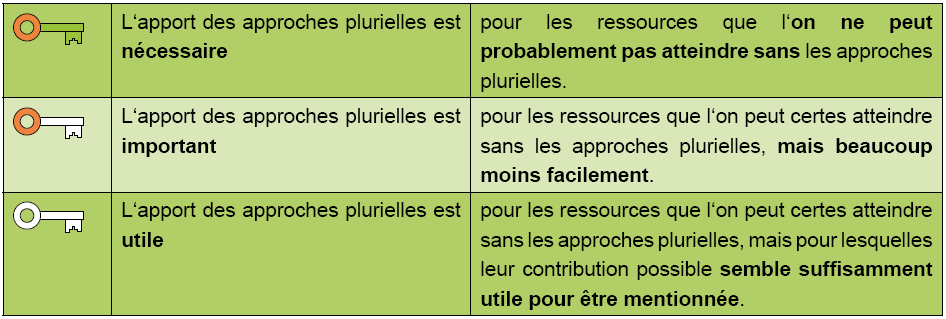 L‘apport des approches plurielles est
nécessaire
pour les ressources que l‘on ne peut
probablement pas atteindre sans les approches
plurielles.
L‘apport des approches plurielles est
important
pour les ressources que l‘on peut certes atteindre
sans les approches plurielles, mais beaucoup
moins facilement.
L‘apport des approches plurielles est
utile
pour les ressources que l‘on peut certes atteindre
sans les approches plurielles, mais pour lesquelles
leur contribution possible semble suffisamment
utile pour être mentionnée.